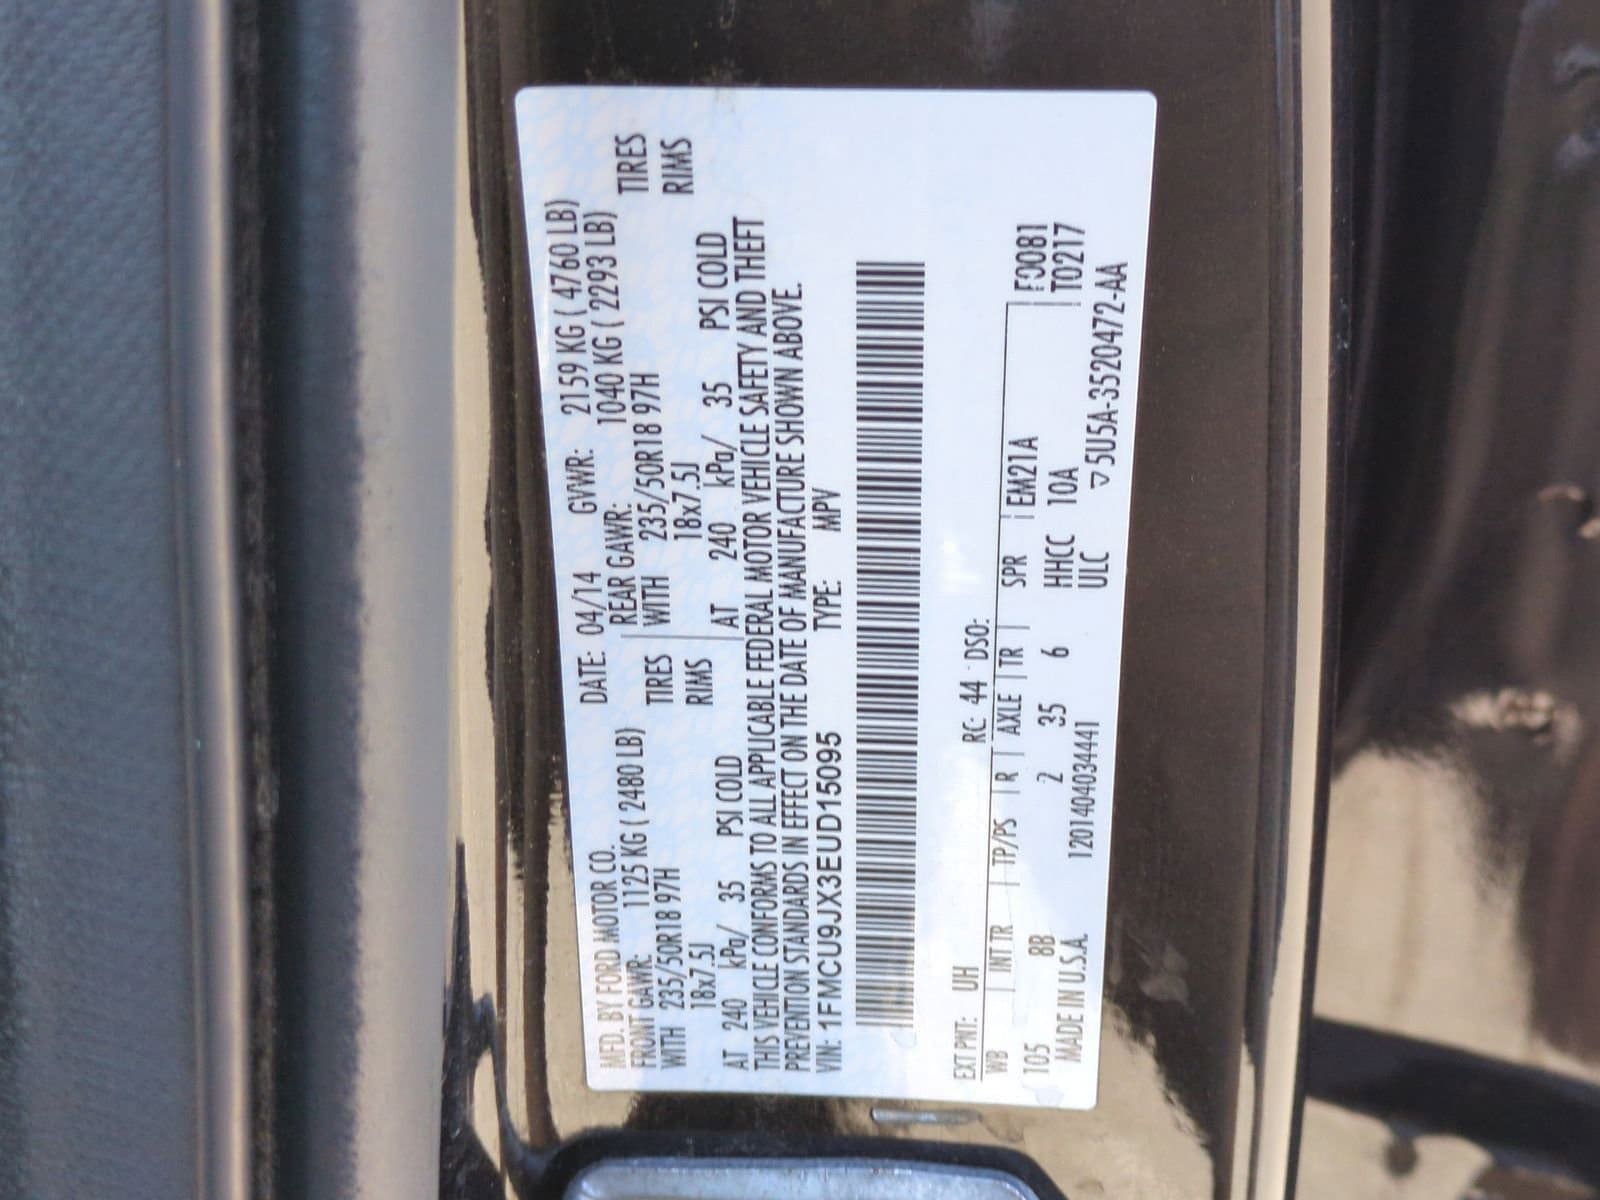 MFD. BY FORD MOTOR CO. DATE: 04/14 GVWR: 2159 KG ( 4760 LB)
FRONT GAWR: 1125 KG ( 2480 LB) REAR GAWR: 1040 KG ( 2293 LB)
WITH 235/50R18 97H TIRES WITH 235/50R18 97H TIRES
18x7.5J RIMS 18x7.5J RIMS
AT 240 kPa/ 35 PSI COLD AT 240 kPa/ 35 PSI COLD
THIS VEHICLE CONFORMS TO ALL APPLICABLE FEDERAL MOTOR VEHICLE SAFETY AND THEFT
PREVENTION STANDARDS IN EFFECT ON THE DATE OF MANUFACTURE SHOWN ABOVE.
VIN: 1FMCU9JX3EUD15095 TYPE: MPV
EXT PNT: UH RC: 44 DSO:
WB INT TR TP/PS R AXLE TR SPR EM21A F0081
105 8B 2 35 6 HHCC 10A T0217
MADE IN U.S.A. 120140403​4441 ULC ▽5U5A-3520472-AA